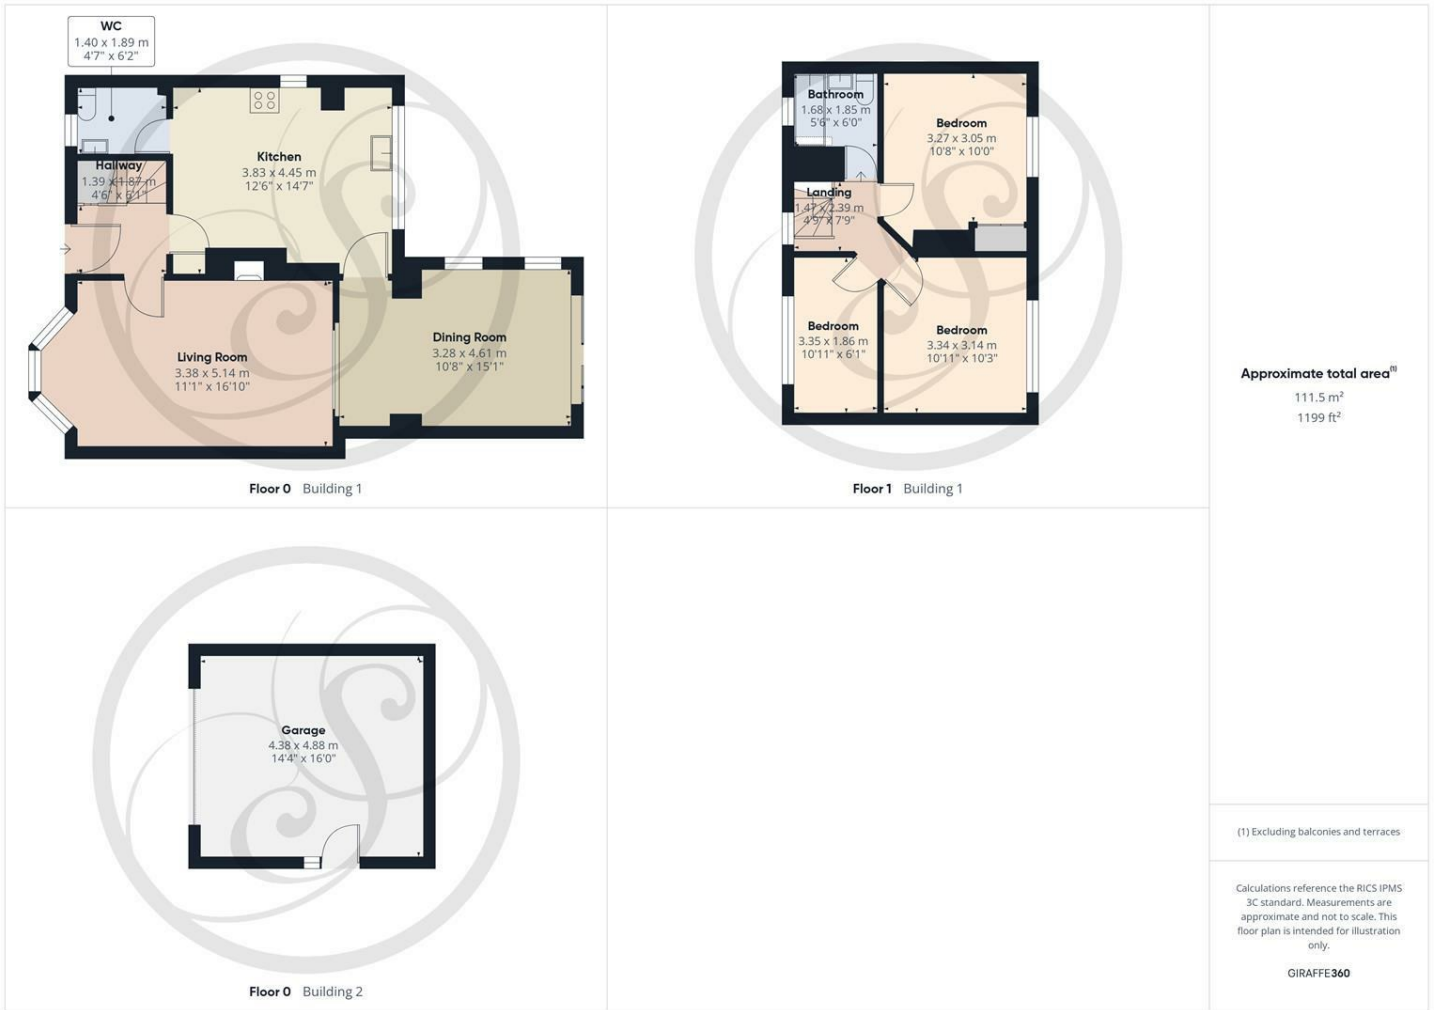 WC
1.40 x 1.89 m
4'7" x 6'2"
Hallway
1.39 x 1.87 m
4'6" x 6'1"
Kitchen
3.83 x 4.45 m
12'6" x 14'7"
Living Room
3.38 x 5.14 m
11'1" x 16'10"
Dining Room
3.28 x 4.61 m
10'8" x 15'1"
Floor 0 Building 1
Bathroom
1.68 x 1.85 m
5'6" x 6'0"
Bedroom
3.27 x 3.05 m
10'8" x 10'0"
Landing
1.47 x 2.39 m
4'9" x 7'9"
Bedroom
3.35 x 1.86 m
10'11" x 6'1"
Bedroom
3.34 x 3.14 m
10'11" x 10'3"
Floor 1 Building 1
Garage
4.38 x 4.88 m
14'4" x 16'0"
Floor 0 Building 2
Approximate total area(1)
111.5 m²
1199 ft²
(1) Excluding balconies and terraces
Calculations reference the RICS IPMS
3C standard. Measurements are
approximate and not to scale. This
floor plan is intended for illustration
only.
GIRAFFE360